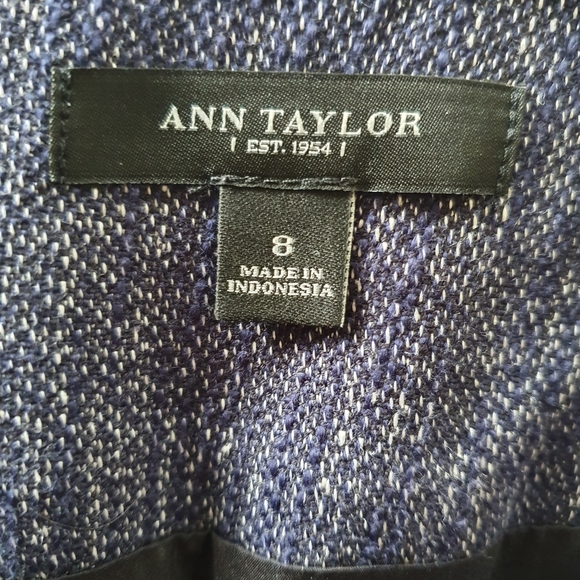 ANN TAYLOR
| EST. 1954 |
8
MADE IN
INDONESIA